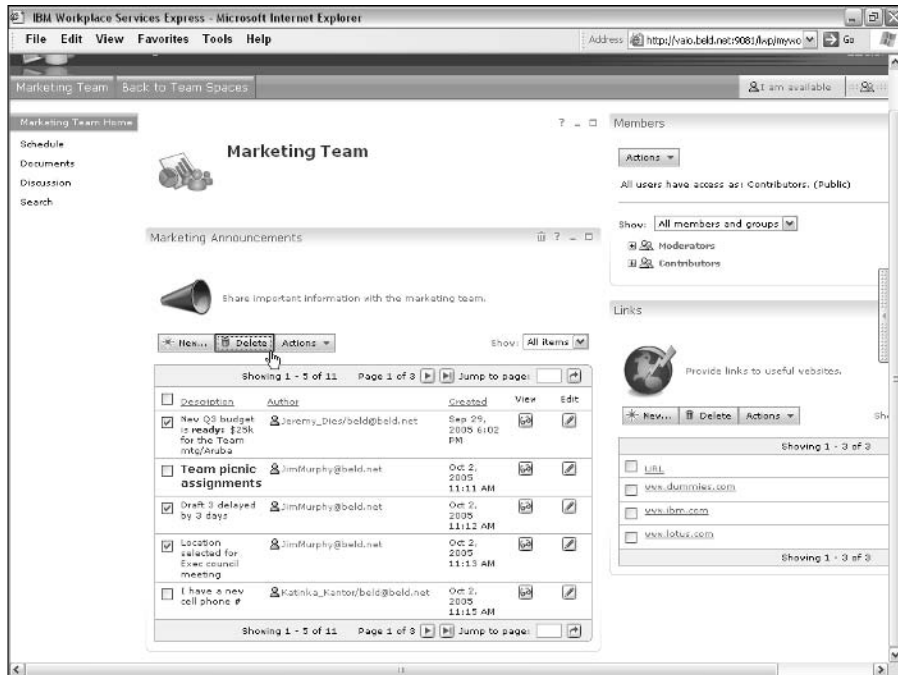 IBM Workplace Services Express - Microsoft Internet Explorer
File Edit View Favorites Tools Help
Address http://vaio.beld.net:9081/lwp/mywo Go
Marketing Team Back to Team Spaces
I am available
Marketing Team Home
Schedule
Documents
Discussion
Search
Marketing Team
Marketing Announcements
Share important information with the marketing team.
New... Delete Actions
Show: All items
Showing 1 - 5 of 11 Page 1 of 3 Jump to page:
Description Author Created View Edit
New Q3 budget
is ready: $25k
for the Team
mtg/Aruba
Jeremy_Dies/beld@beld.net
Sep 29,
2005 6:02
PM
Team picnic
assignments
JimMurphy@beld.net
Oct 2,
2005
11:11 AM
Draft 3 delayed
by 3 days
JimMurphy@beld.net
Oct 2,
2005
11:12 AM
Location
selected for
Exec council
meeting
JimMurphy@beld.net
Oct 2,
2005
11:13 AM
I have a new
cell phone #
Katinka_Kantor/beld@beld.net
Oct 2,
2005
11:15 AM
Showing 1 - 5 of 11 Page 1 of 3 Jump to page:
Members
Actions
All users have access as: Contributors. (Public)
Show: All members and groups
Moderators
Contributors
Links
Provide links to useful websites.
New... Delete Actions
Sh
Showing 1 - 3 of 3
URL
www.dummies.com
www.ibm.com
www.lotus.com
Showing 1 - 3 of 3